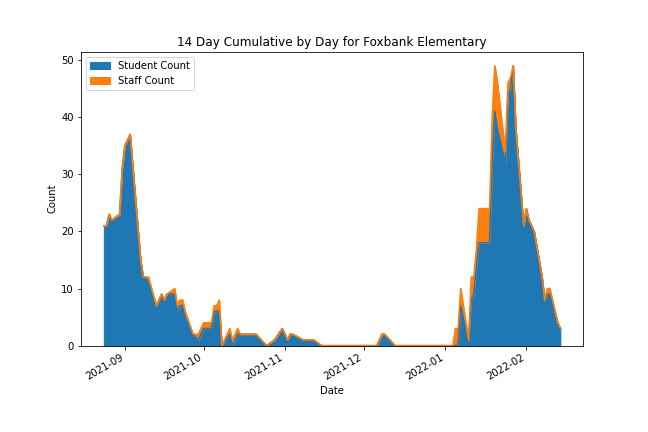 14 Day Cumulative by Day for Foxbank Elementary
50
Student Count
Staff Count
40
30
Count
20
10
0
2021-09
2021-10
2021-11
2021-12
2022-01
2022-02
Date